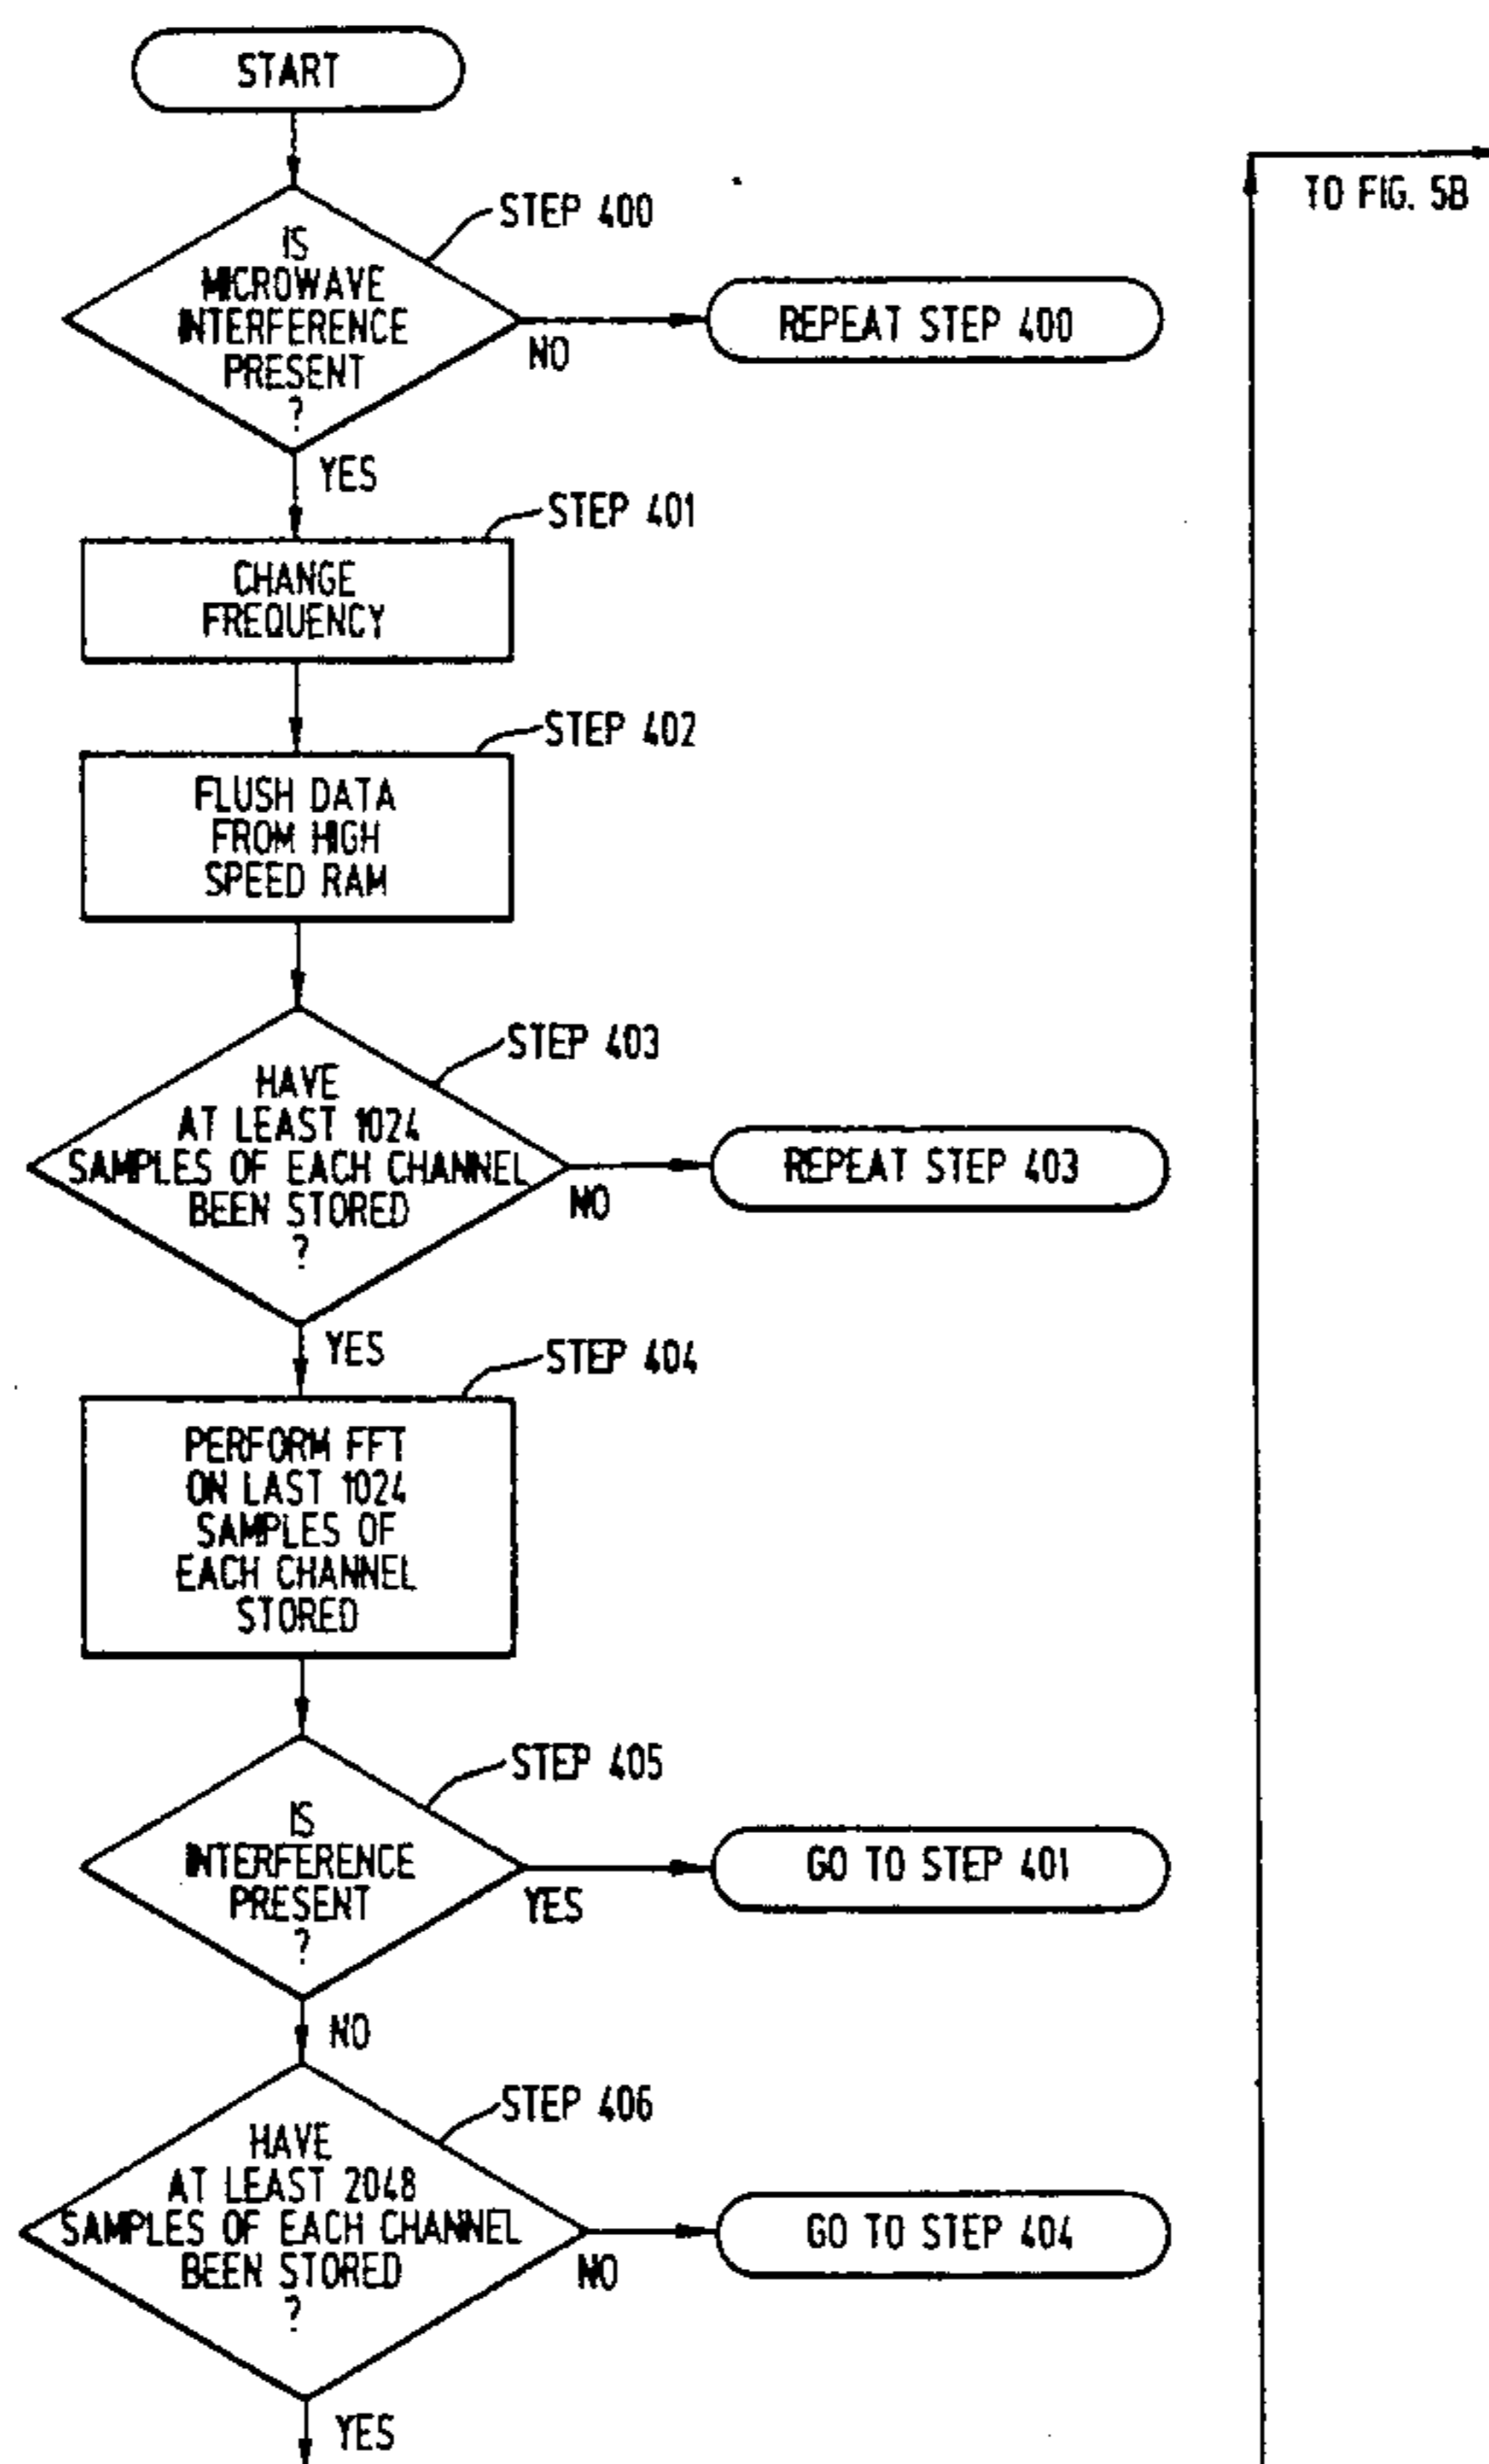 START
STEP 400
IS
MICROWAVE
INTERFERENCE
PRESENT
?
NO
REPEAT STEP 400
TO FIG. 5B
YES
STEP 401
CHANGE
FREQUENCY
STEP 402
FLUSH DATA
FROM HIGH
SPEED RAM
STEP 403
HAVE
AT LEAST 1024
SAMPLES OF EACH CHANNEL
BEEN STORED
?
NO
REPEAT STEP 403
YES
STEP 404
PERFORM FFT
ON LAST 1024
SAMPLES OF
EACH CHANNEL
STORED
STEP 405
IS
INTERFERENCE
PRESENT
?
YES
GO TO STEP 401
NO
STEP 406
HAVE
AT LEAST 2048
SAMPLES OF EACH CHANNEL
BEEN STORED
?
NO
GO TO STEP 404
YES